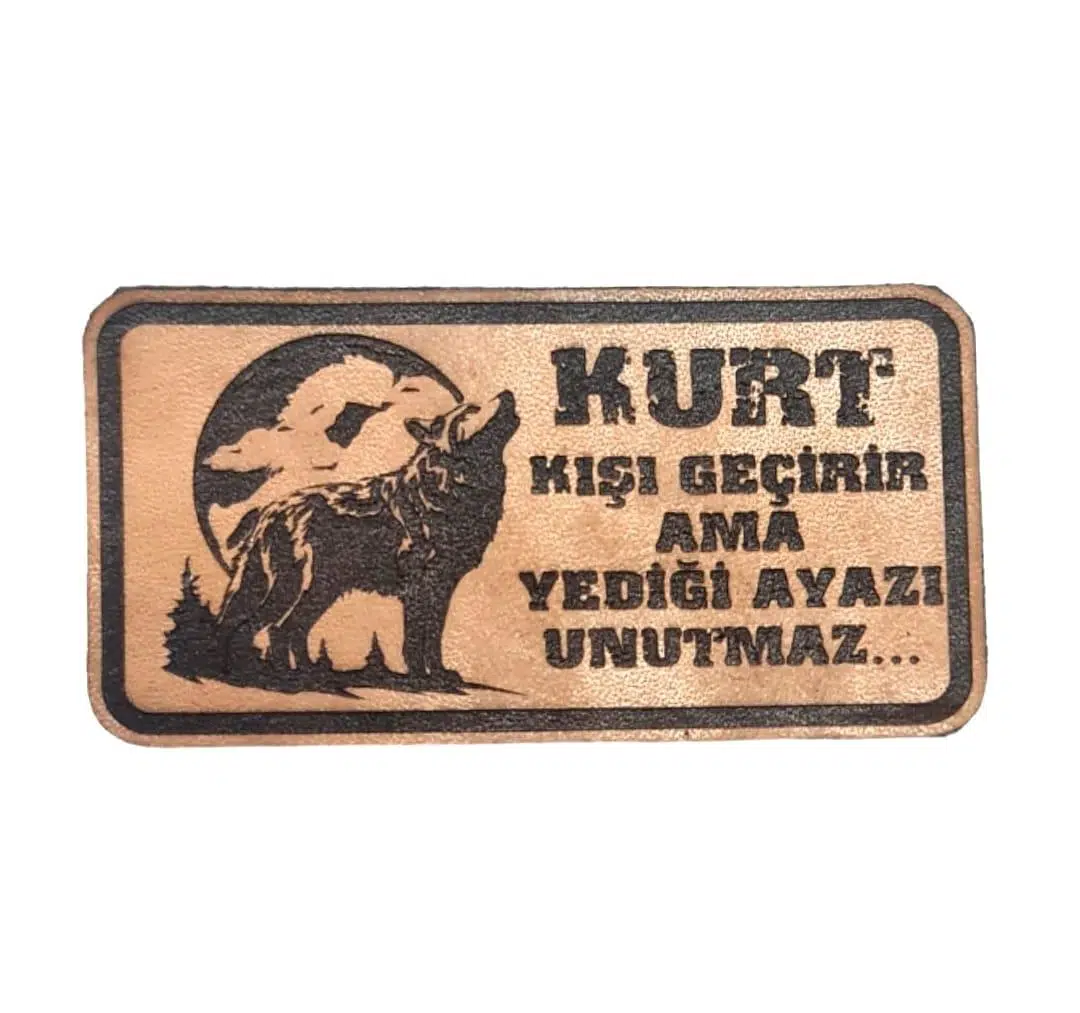 KURT
KIŞI GEÇİRİR
AMA
YEDİĞİ AYAZI
UNUTMAZ...